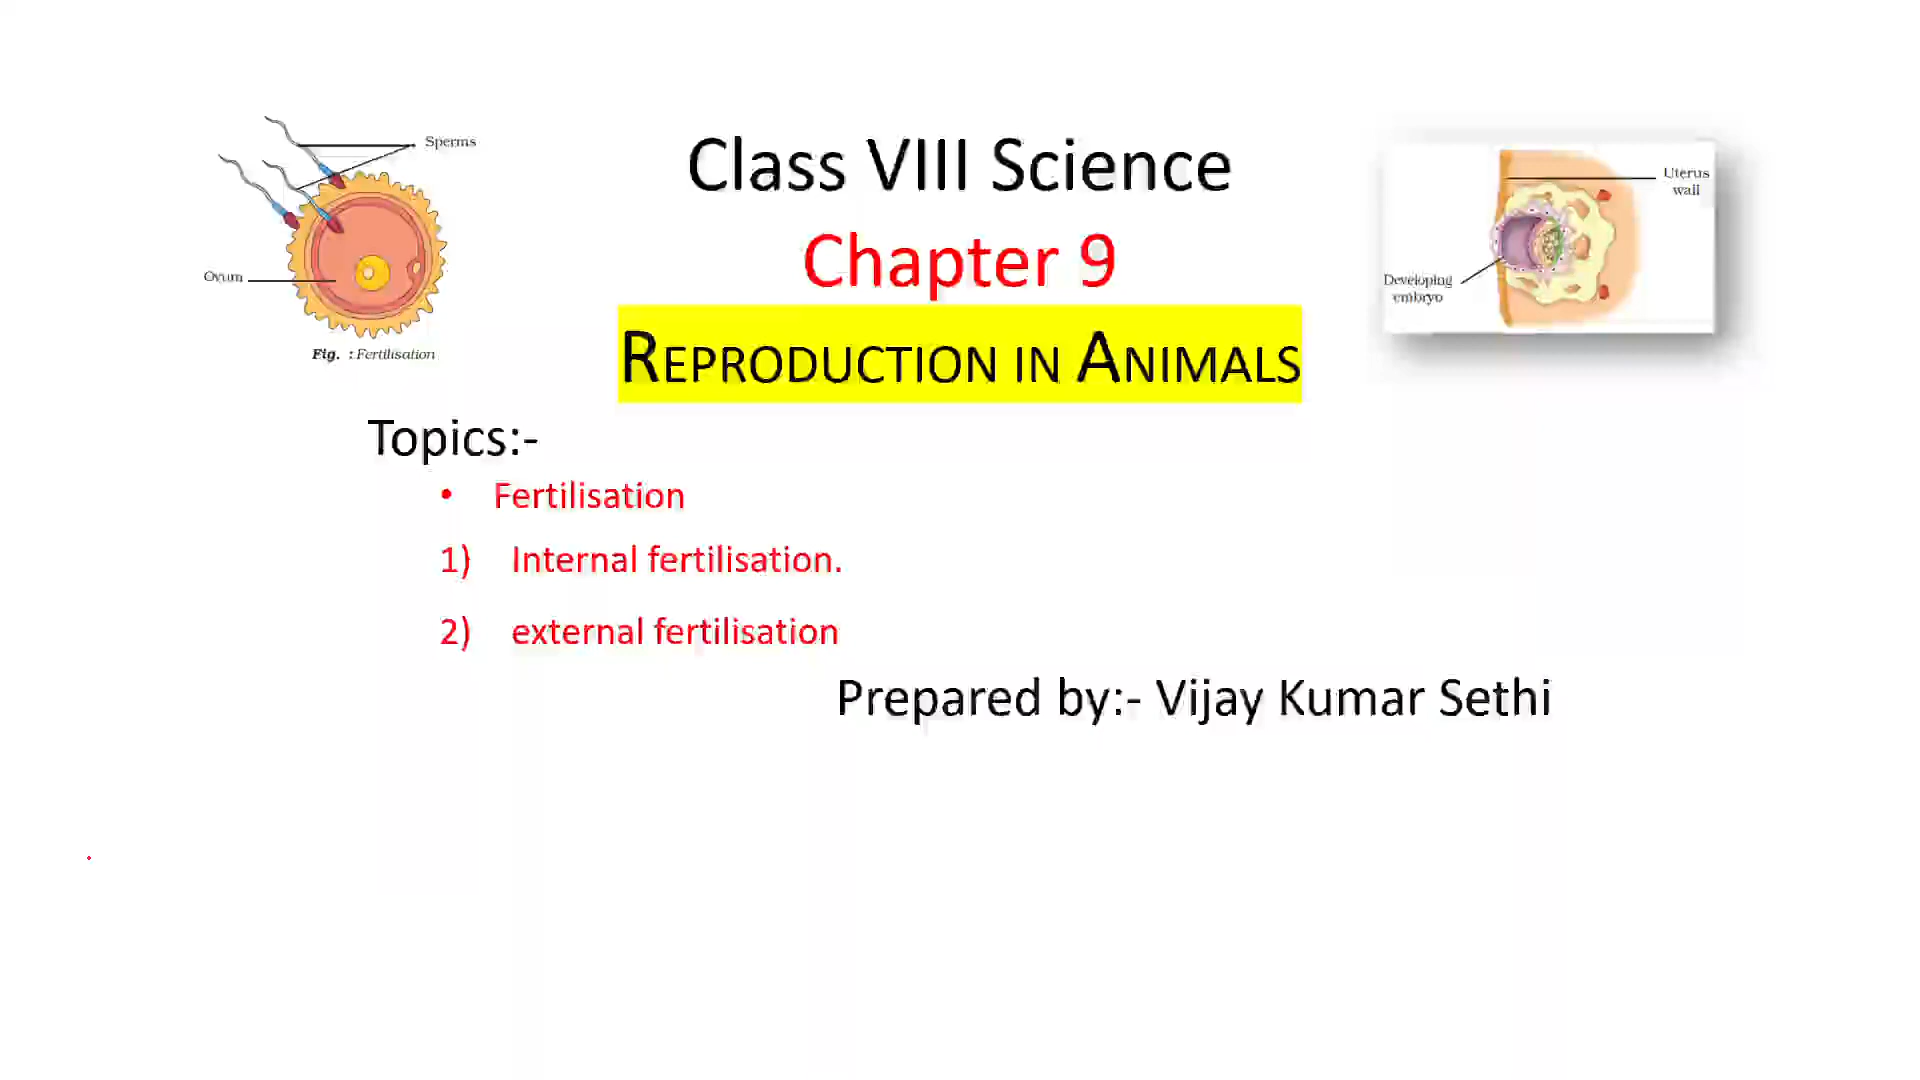 Sperms
Ovum
Fig. : Fertilisation
Class VIII Science
Chapter 9
REPRODUCTION IN ANIMALS
Uterus
wall
Developing
embryo
Topics:-
• Fertilisation
1) Internal fertilisation.
2) external fertilisation
Prepared by:- Vijay Kumar Sethi